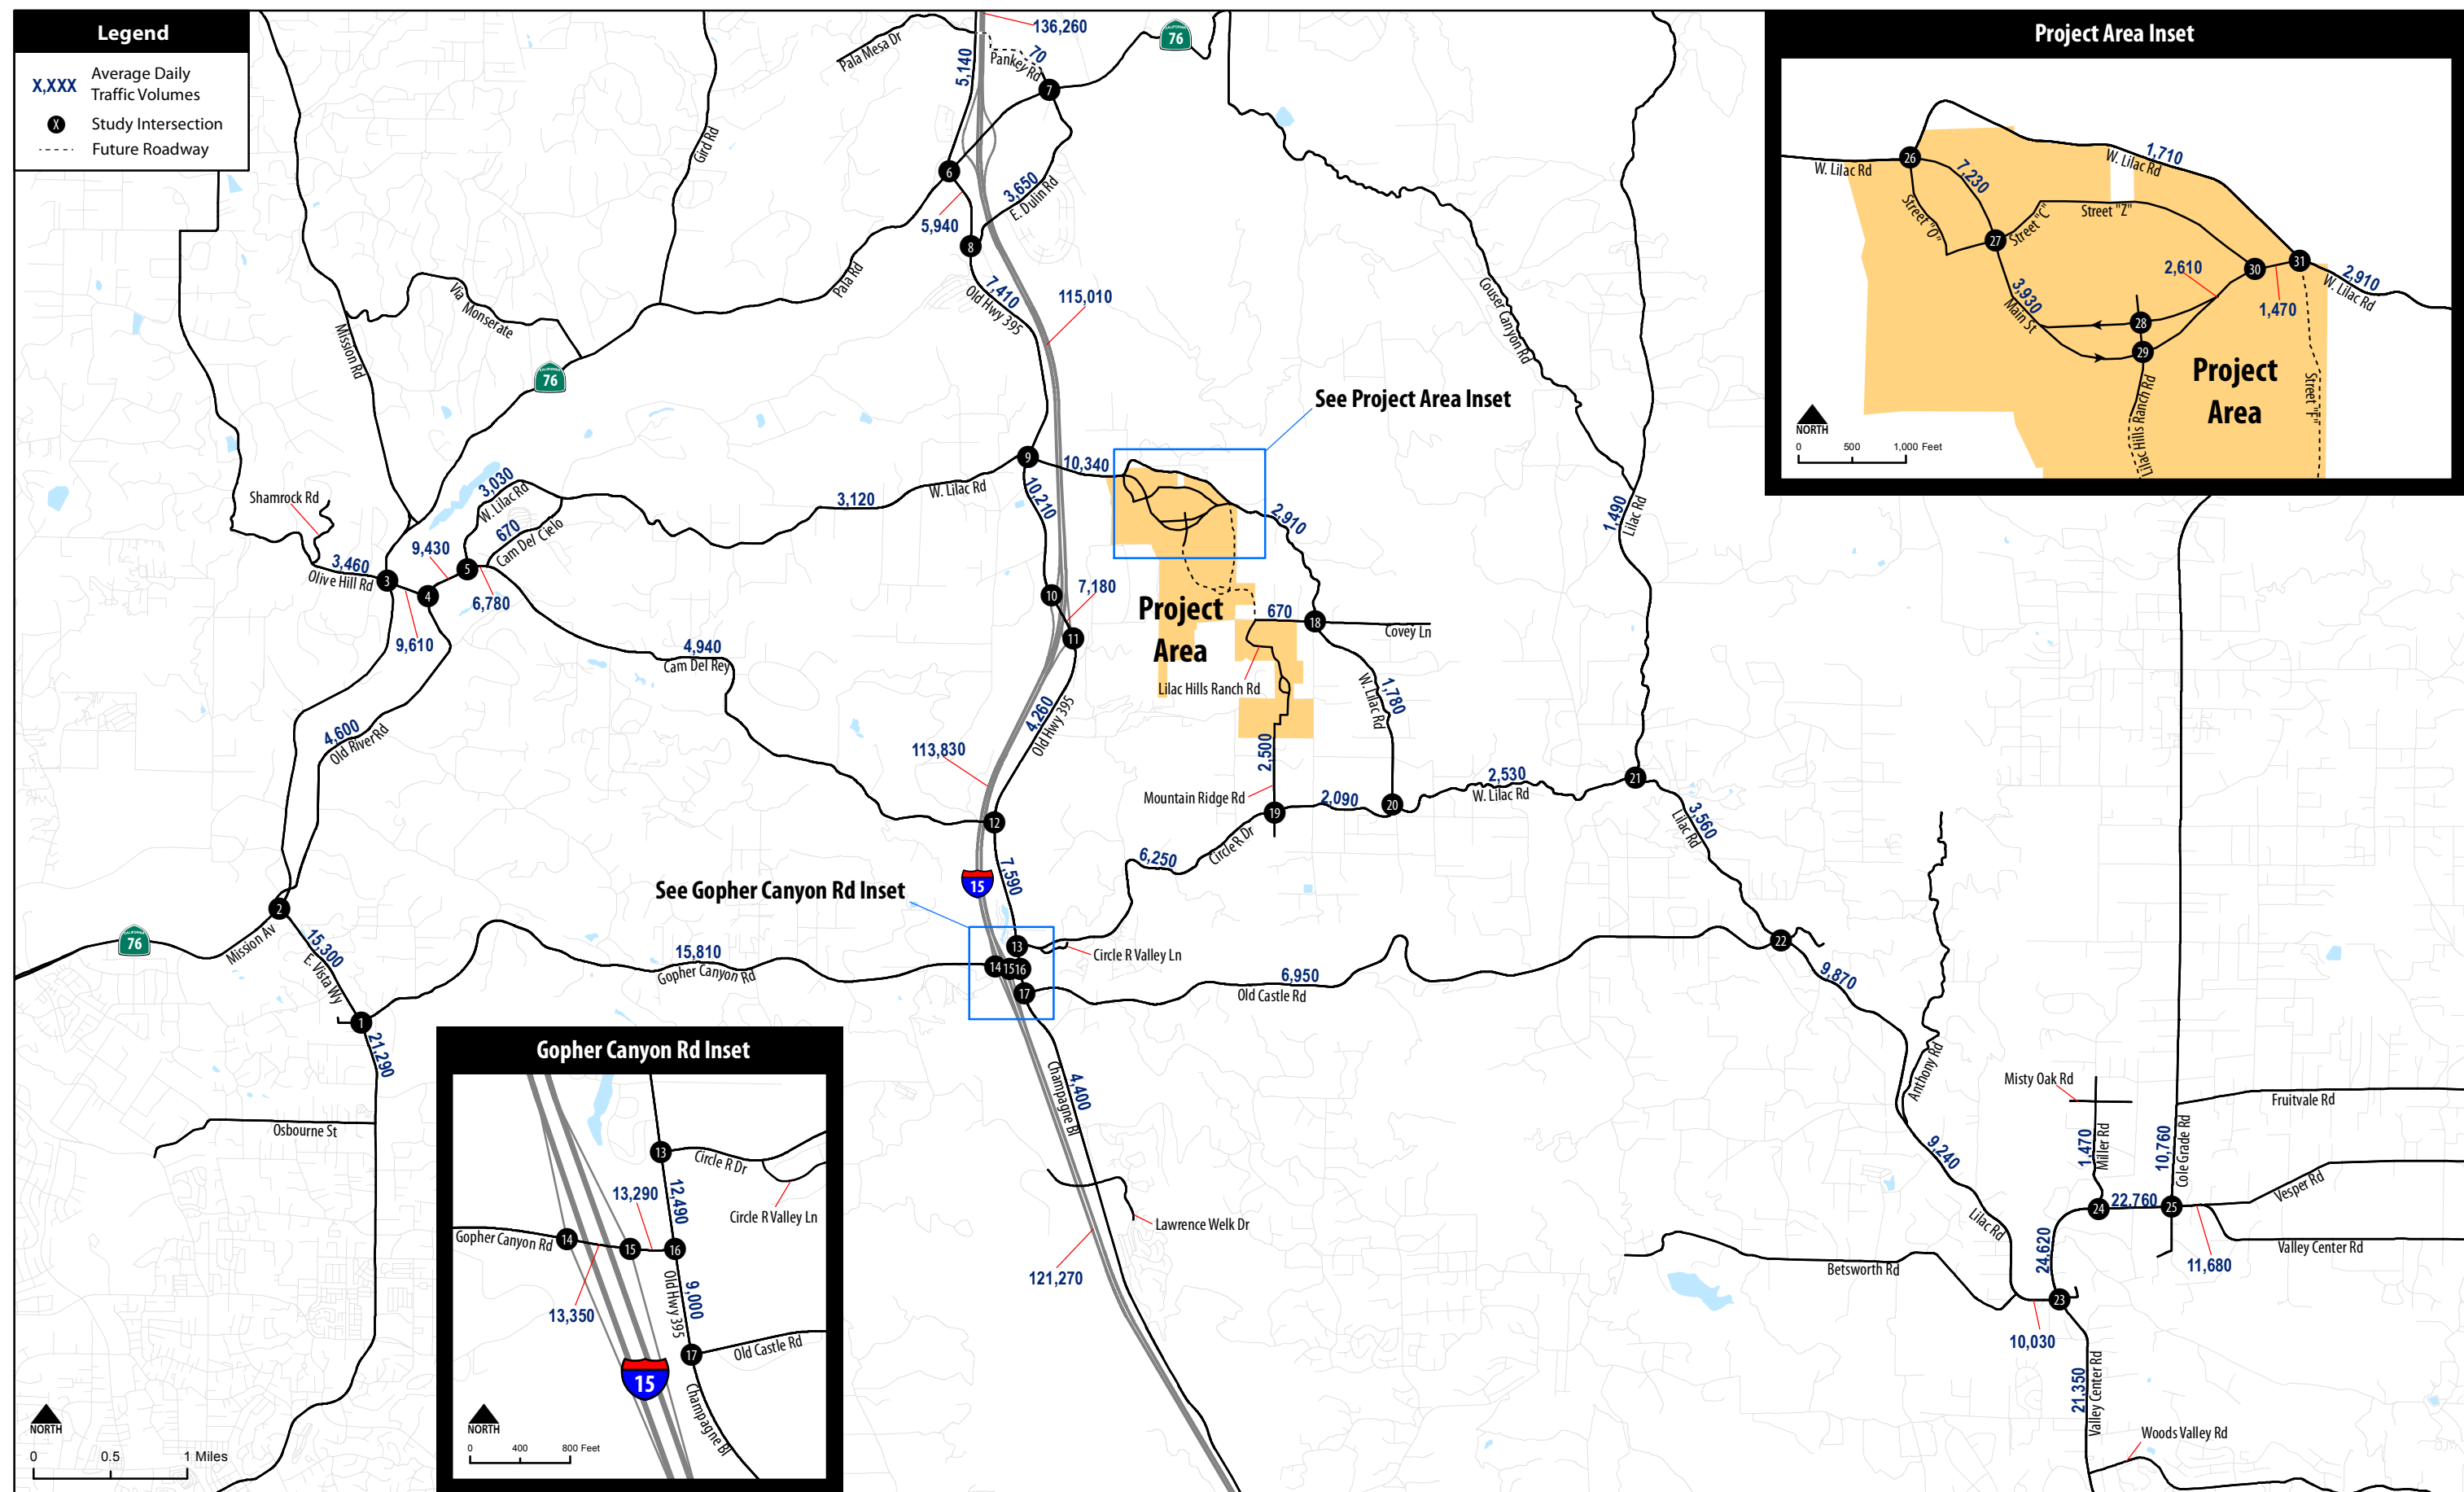 Legend
X,XXX
Average Daily
Traffic Volumes
X
Study Intersection
Future Roadway
136,260
CALIFORNIA
76
Pala Mesa Dr
5,140
70
Pankey Rd
7
Gird Rd
6
3,650
E. Dulin Rd
5,940
8
Pala Rd
7,410
Old Hwy 395
115,010
Via Monserate
Mission Rd
CALIFORNIA
76
Couser Canyon Rd
See Project Area Inset
9
10,340
3,030
W. Lilac Rd
3,120
W. Lilac Rd
10,210
Shamrock Rd
670
Cam Del Cielo
2,910
1,490
Lilac Rd
9,430
3,460
Olive Hill Rd
3
4
5
6,780
9,610
10
7,180
11
Project
Area
670
18
Covey Ln
4,940
Cam Del Rey
Lilac Hills Ranch Rd
W. Lilac Rd
1,780
4,600
Old River Rd
4,260
Old Hwy 395
113,830
2,500
Mountain Ridge Rd
19
2,090
20
2,530
W. Lilac Rd
21
12
3,560
Lilac Rd
6,250
Circle R Dr
15
7,590
See Gopher Canyon Rd Inset
2
CALIFORNIA
76
Mission Av
15,300
E. Vista Wy
15,810
Gopher Canyon Rd
13
Circle R Valley Ln
14
15
16
17
6,950
Old Castle Rd
22
9,870
1
21,290
Osbourne St
Champagne Bl
4,400
Lawrence Welk Dr
121,270
Anthony Rd
Misty Oak Rd
Fruitvale Rd
1,470
Miller Rd
10,760
Cole Grade Rd
9,240
Lilac Rd
24
22,760
25
Vesper Rd
Valley Center Rd
11,680
24,620
Betsworth Rd
23
10,030
21,350
Valley Center Rd
Woods Valley Rd
NORTH
0
0.5
1 Miles
Gopher Canyon Rd Inset
13
Circle R Dr
12,490
13,290
Circle R Valley Ln
Gopher Canyon Rd
14
15
16
13,350
Old Hwy 395
9,000
17
Old Castle Rd
15
Champagne Bl
NORTH
0
400
800 Feet
Project Area Inset
26
W. Lilac Rd
7,230
1,710
W. Lilac Rd
Street "O"
27
Street "C"
Street "Z"
30
31
2,610
2,910
W. Lilac Rd
1,470
3,930
Main St
28
29
Project
Area
Lilac Hills Ranch Rd
Street "F"
NORTH
0
500
1,000 Feet